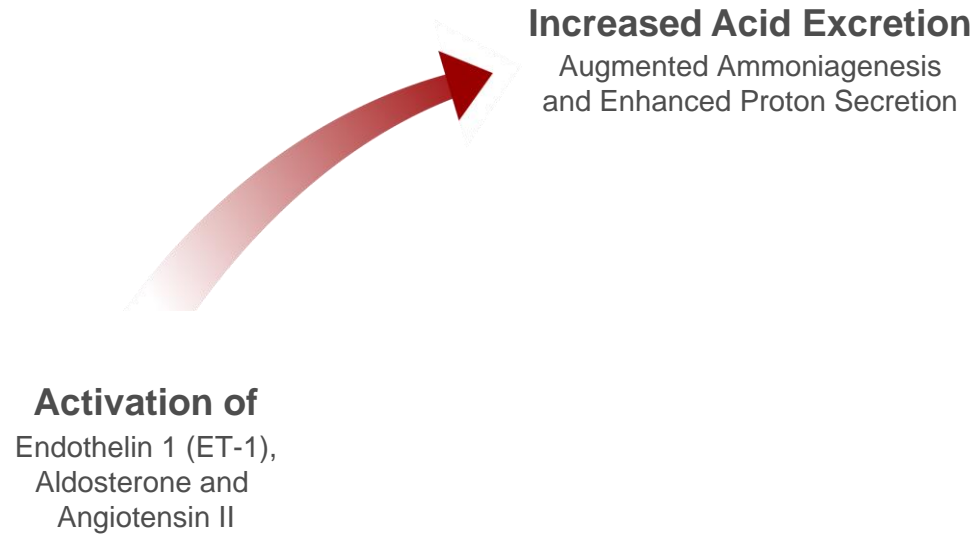 Increased Acid Excretion
Augmented Ammoniagenesis
and Enhanced Proton Secretion
Activation of
Endothelin 1 (ET-1),
Aldosterone and
Angiotensin II